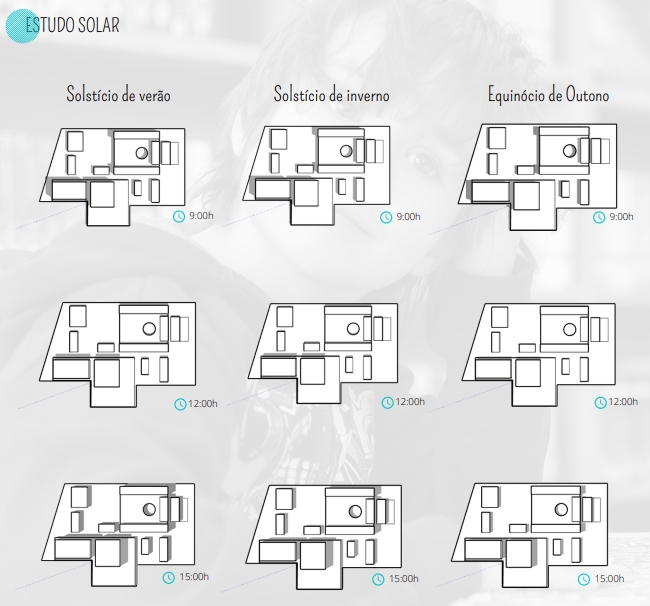 ESTUDO SOLAR
Solstício de verão
Solstício de inverno
Equinócio de Outono
9:00h
9:00h
9:00h
12:00h
12:00h
12:00h
15:00h
15:00h
15:00h